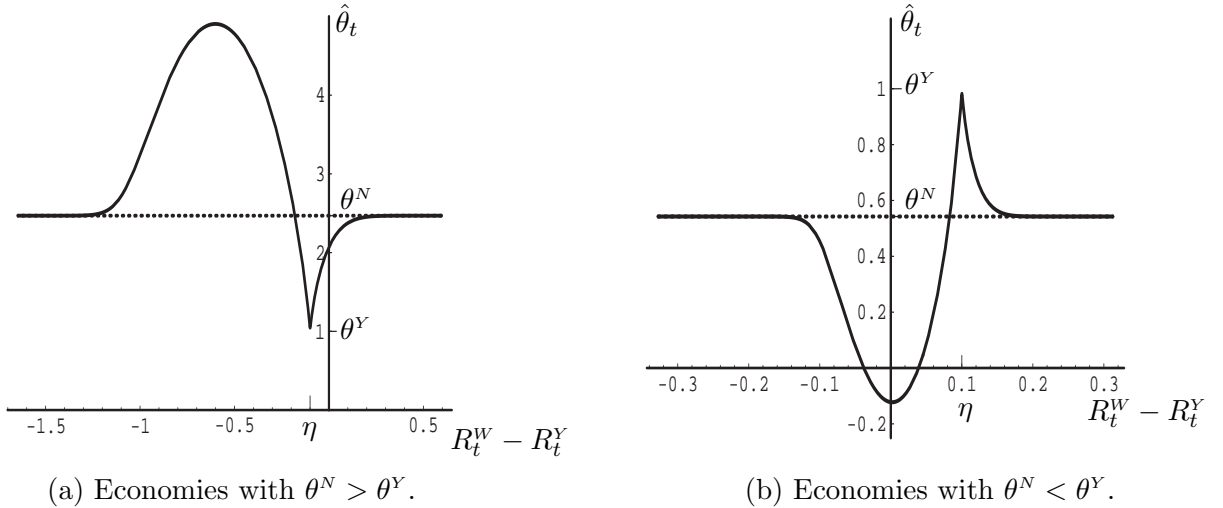 θ̂_t
4
3
θ^N
2
1
θ^Y
-1.5 -1 -0.5 0.5
η
R_t^W − R_t^Y
(a) Economies with θ^N > θ^Y.
θ̂_t
1
θ^Y
0.8
θ^N
0.6
0.4
0.2
-0.3 -0.2 -0.1 0.1 0.2 0.3
η
R_t^W − R_t^Y
-0.2
(b) Economies with θ^N < θ^Y.